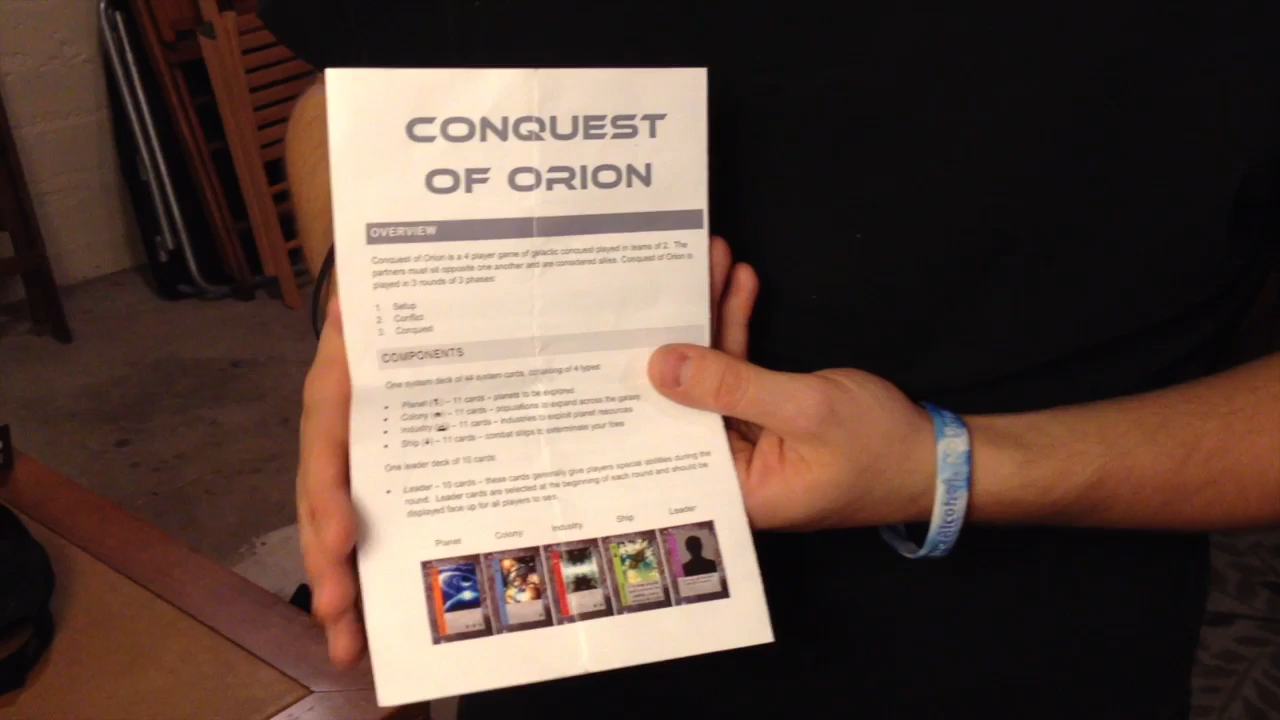 CONQUEST
OF ORION
OVERVIEW
Conquest of Orion is a 4 player game of galactic conquest played in teams of 2. The
partners must sit opposite one another and are considered allies. Conquest of Orion is
played in 3 rounds of 3 phases:
1. Setup
2. Conflict
3. Conquest
COMPONENTS
One system deck of 44 system cards, consisting of 4 types:
• Planet ( ) – 11 cards – planets to be explored
• Colony ( ) – 11 cards – populations to expand across the galaxy
• Industry ( ) – 11 cards – industries to exploit planet resources
• Ship ( ) – 11 cards – combat ships to exterminate your foes
One leader deck of 10 cards:
• Leader – 10 cards – these cards generally give players special abilities during the
round. Leader cards are selected at the beginning of each round and should be
displayed face up for all players to see.
Planet Colony Industry Ship Leader
alcohol.